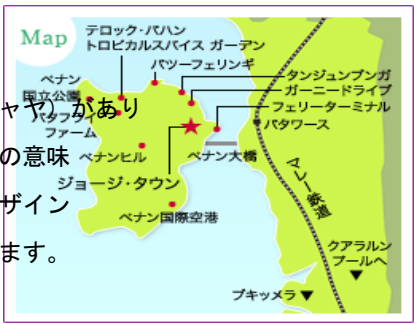 Map
テロック・バハン
トロピカルスパイス ガーデン
バツーフェリンギ
ペナン
国立公園
タンジュンブンガ
ガーニードライブ
フェリーターミナル
ャヤ）があり
バタフライ
ファーム
バタワース
の意味
ペナンヒル
ペナン大橋
マレー鉄道
ジョージ・タウン
ザイン
ペナン国際空港
ます。
クアラルン
プールへ
▼
ブキッメラ▼